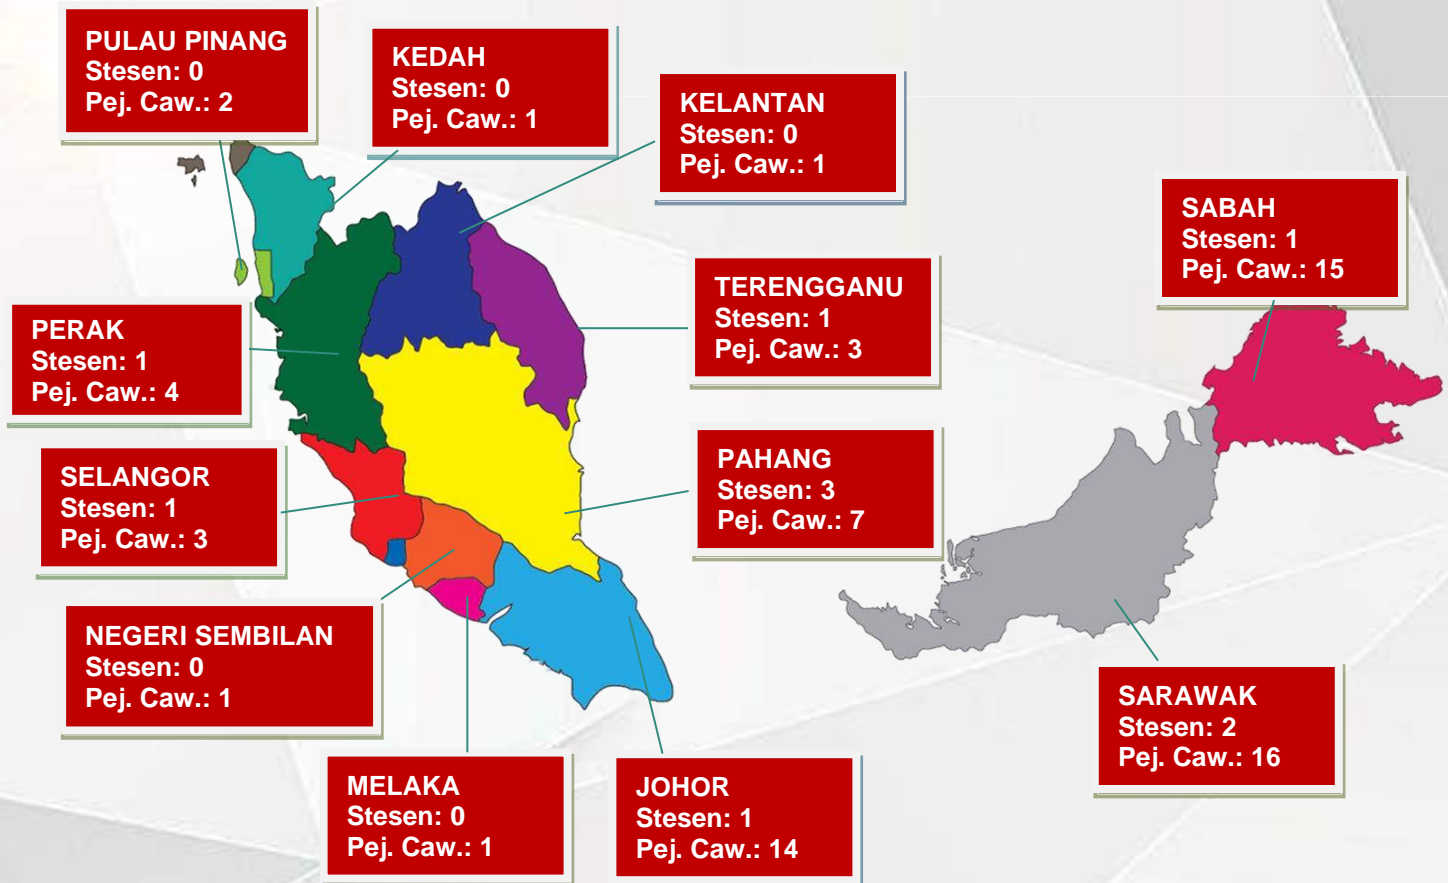 PULAU PINANG
Stesen: 0
Pej. Caw.: 2
KEDAH
Stesen: 0
Pej. Caw.: 1
KELANTAN
Stesen: 0
Pej. Caw.: 1
SABAH
Stesen: 1
Pej. Caw.: 15
TERENGGANU
Stesen: 1
Pej. Caw.: 3
PERAK
Stesen: 1
Pej. Caw.: 4
SELANGOR
Stesen: 1
Pej. Caw.: 3
PAHANG
Stesen: 3
Pej. Caw.: 7
NEGERI SEMBILAN
Stesen: 0
Pej. Caw.: 1
SARAWAK
Stesen: 2
Pej. Caw.: 16
MELAKA
Stesen: 0
Pej. Caw.: 1
JOHOR
Stesen: 1
Pej. Caw.: 14